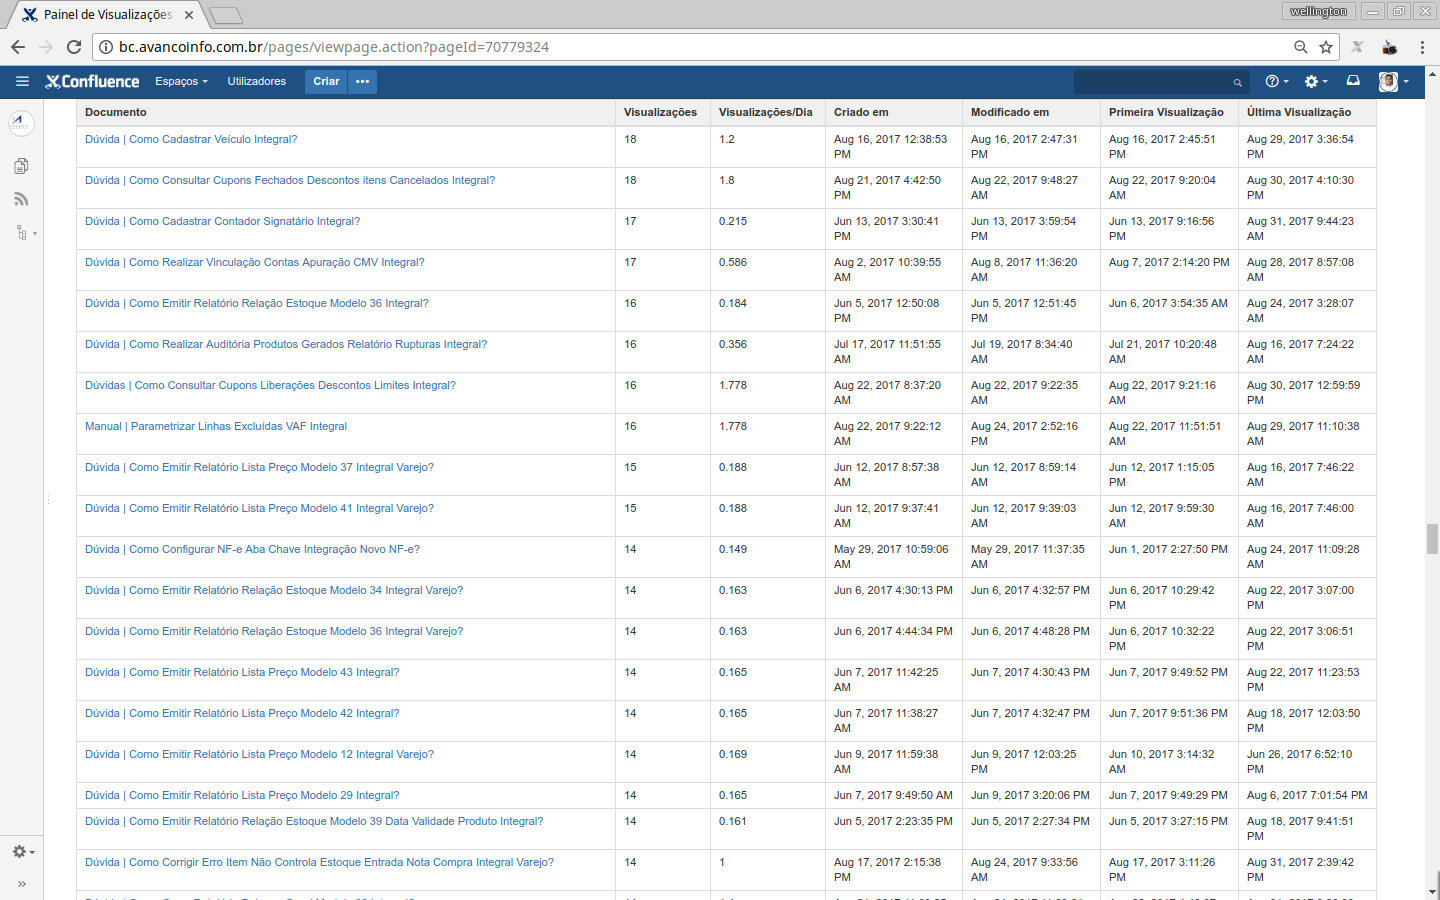 Painel de Visualizações
wellington
bc.avancoinfo.com.br/pages/viewpage.action?pageId=70779324
Confluence Espaços Utilizadores Criar •••
Documento Visualizações Visualizações/Dia Criado em Modificado em Primeira Visualização Última Visualização
Dúvida | Como Cadastrar Veículo Integral? 18 1.2 Aug 16, 2017 12:38:53 PM Aug 16, 2017 2:47:31 PM Aug 16, 2017 2:45:51 PM Aug 29, 2017 3:36:54 PM
Dúvida | Como Consultar Cupons Fechados Descontos itens Cancelados Integral? 18 1.8 Aug 21, 2017 4:42:50 PM Aug 22, 2017 9:48:27 AM Aug 22, 2017 9:20:04 AM Aug 30, 2017 4:10:30 PM
Dúvida | Como Cadastrar Contador Signatário Integral? 17 0.215 Jun 13, 2017 3:30:41 PM Jun 13, 2017 3:59:54 PM Jun 13, 2017 9:16:56 PM Aug 31, 2017 9:44:23 AM
Dúvida | Como Realizar Vinculação Contas Apuração CMV Integral? 17 0.586 Aug 2, 2017 10:39:55 AM Aug 8, 2017 11:36:20 AM Aug 7, 2017 2:14:20 PM Aug 28, 2017 8:57:08 AM
Dúvida | Como Emitir Relatório Relação Estoque Modelo 36 Integral? 16 0.184 Jun 5, 2017 12:50:08 PM Jun 5, 2017 12:51:45 PM Jun 6, 2017 3:54:35 AM Aug 24, 2017 3:28:07 AM
Dúvida | Como Realizar Auditória Produtos Gerados Relatório Rupturas Integral? 16 0.356 Jul 17, 2017 11:51:55 AM Jul 19, 2017 8:34:40 AM Jul 21, 2017 10:20:48 AM Aug 16, 2017 7:24:22 AM
Dúvidas | Como Consultar Cupons Liberações Descontos Limites Integral? 16 1.778 Aug 22, 2017 8:37:20 AM Aug 22, 2017 9:22:35 AM Aug 22, 2017 9:21:16 AM Aug 30, 2017 12:59:59 PM
Manual | Parametrizar Linhas Excluídas VAF Integral 16 1.778 Aug 22, 2017 9:22:12 AM Aug 24, 2017 2:52:16 PM Aug 22, 2017 11:51:51 AM Aug 29, 2017 11:10:38 AM
Dúvida | Como Emitir Relatório Lista Preço Modelo 37 Integral Varejo? 15 0.188 Jun 12, 2017 8:57:38 AM Jun 12, 2017 8:59:14 AM Jun 12, 2017 1:15:05 PM Aug 16, 2017 7:46:22 AM
Dúvida | Como Emitir Relatório Lista Preço Modelo 41 Integral Varejo? 15 0.188 Jun 12, 2017 9:37:41 AM Jun 12, 2017 9:39:03 AM Jun 12, 2017 9:59:30 AM Aug 16, 2017 7:46:00 AM
Dúvida | Como Configurar NF-e Aba Chave Integração Novo NF-e? 14 0.149 May 29, 2017 10:59:06 AM May 29, 2017 11:37:35 AM Jun 1, 2017 2:27:50 PM Aug 24, 2017 11:09:28 AM
Dúvida | Como Emitir Relatório Relação Estoque Modelo 34 Integral Varejo? 14 0.163 Jun 6, 2017 4:30:13 PM Jun 6, 2017 4:32:57 PM Jun 6, 2017 10:29:42 PM Aug 22, 2017 3:07:00 PM
Dúvida | Como Emitir Relatório Relação Estoque Modelo 36 Integral Varejo? 14 0.163 Jun 6, 2017 4:44:34 PM Jun 6, 2017 4:48:28 PM Jun 6, 2017 10:32:22 PM Aug 22, 2017 3:06:51 PM
Dúvida | Como Emitir Relatório Lista Preço Modelo 43 Integral? 14 0.165 Jun 7, 2017 11:42:25 AM Jun 7, 2017 4:30:43 PM Jun 7, 2017 9:49:52 PM Aug 22, 2017 11:23:53 PM
Dúvida | Como Emitir Relatório Lista Preço Modelo 42 Integral? 14 0.165 Jun 7, 2017 11:38:27 AM Jun 7, 2017 4:32:47 PM Jun 7, 2017 9:51:36 PM Aug 18, 2017 12:03:50 PM
Dúvida | Como Emitir Relatório Lista Preço Modelo 12 Integral Varejo? 14 0.169 Jun 9, 2017 11:59:38 AM Jun 9, 2017 12:03:25 PM Jun 10, 2017 3:14:32 AM Jun 26, 2017 6:52:10 PM
Dúvida | Como Emitir Relatório Lista Preço Modelo 29 Integral? 14 0.165 Jun 7, 2017 9:49:50 AM Jun 9, 2017 3:20:06 PM Jun 7, 2017 9:49:29 PM Aug 6, 2017 7:01:54 PM
Dúvida | Como Emitir Relatório Relação Estoque Modelo 39 Data Validade Produto Integral? 14 0.161 Jun 5, 2017 2:23:35 PM Jun 5, 2017 2:27:34 PM Jun 5, 2017 3:27:15 PM Aug 18, 2017 9:41:51 PM
Dúvida | Como Corrigir Erro Item Não Controla Estoque Entrada Nota Compra Integral Varejo? 14 1 Aug 17, 2017 2:15:38 PM Aug 24, 2017 9:33:56 AM Aug 17, 2017 3:11:26 PM Aug 31, 2017 2:39:42 PM